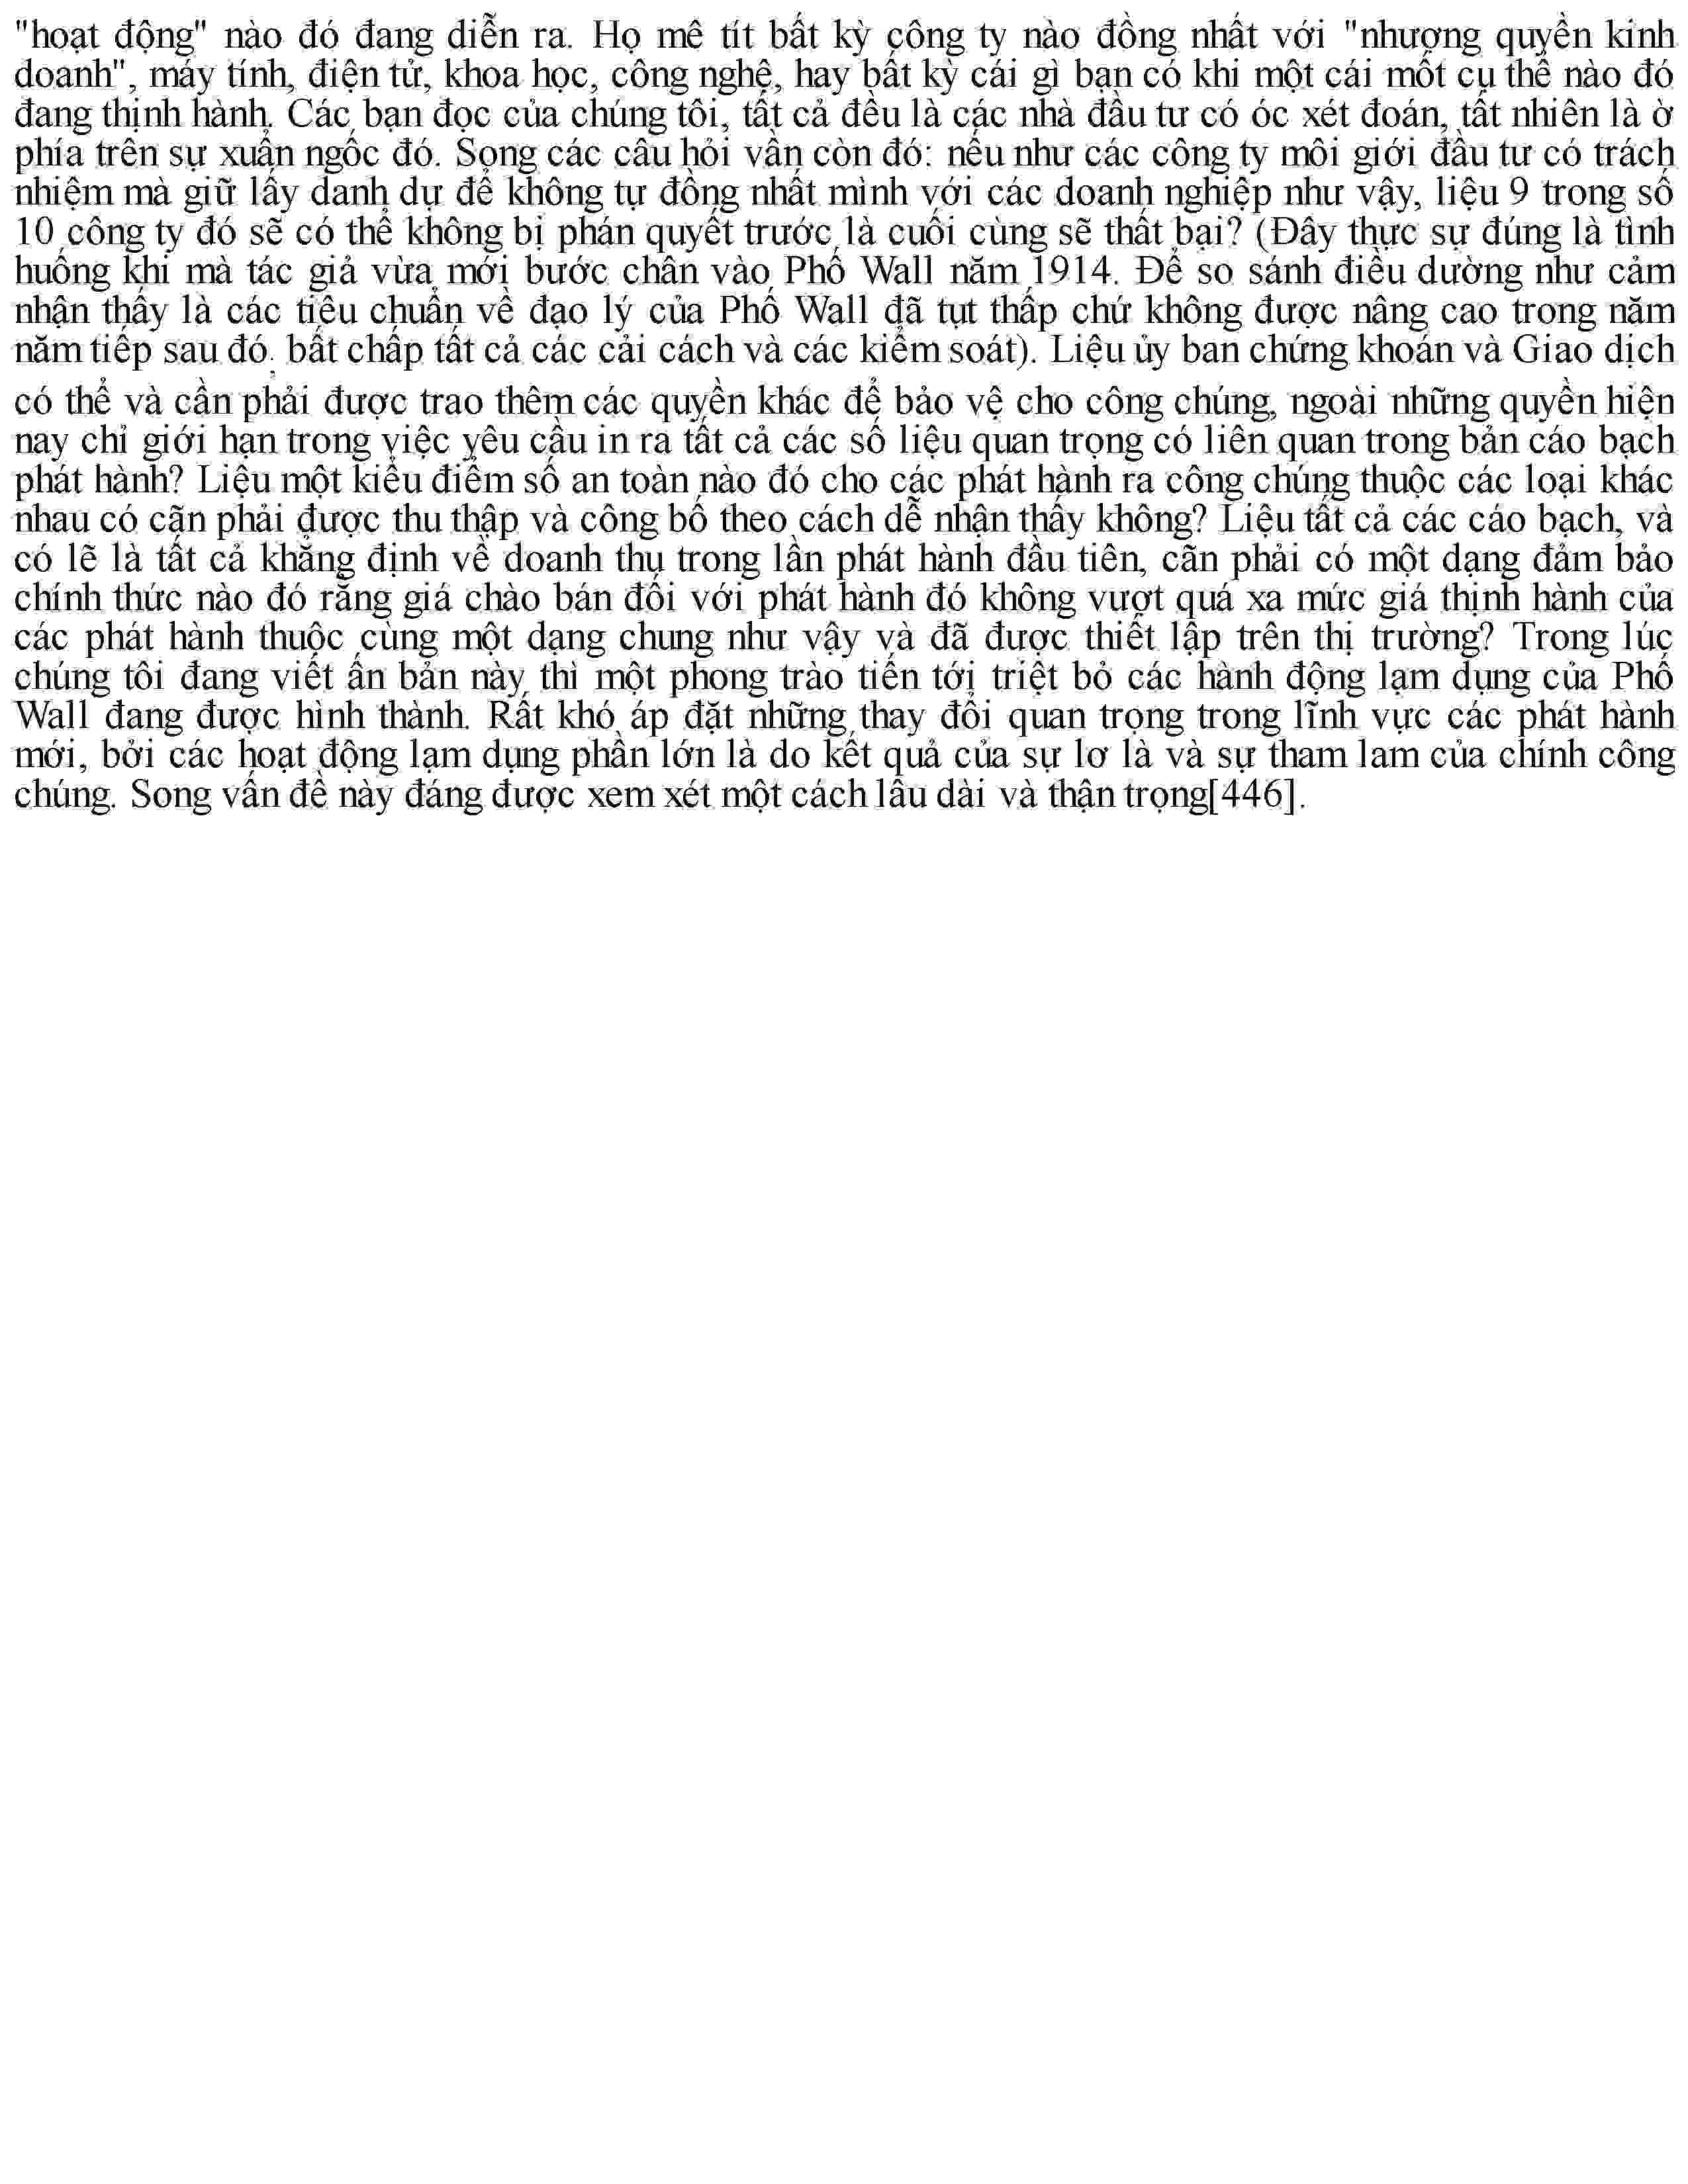 "hoạt động" nào đó đang diễn ra. Họ mê tít bất kỳ công ty nào đồng nhất với "nhượng quyền kinh
doanh", máy tính, điện tử, khoa học, công nghệ, hay bất kỳ cái gì bạn có khi một cái mốt cụ thể nào đó
đang thịnh hành. Các bạn đọc của chúng tôi, tất cả đều là các nhà đầu tư có óc xét đoán, tất nhiên là ờ
phía trên sự xuẩn ngốc đó. Song các câu hỏi vẫn còn đó: nếu như các công ty môi giới đầu tư có trách
nhiệm mà giữ lấy danh dự để không tự đồng nhất mình với các doanh nghiệp như vậy, liệu 9 trong số
10 công ty đó sẽ có thể không bị phán quyết trước là cuối cùng sẽ thất bại? (Đây thực sự đúng là tình
huống khi mà tác giả vừa mới bước chân vào Phố Wall năm 1914. Để so sánh điều dường như cảm
nhận thấy là các tiêu chuẩn về đạo lý của Phố Wall đã tụt thấp chứ không được nâng cao trong năm
năm tiếp sau đó. bất chấp tất cả các cải cách và các kiểm soát). Liệu ủy ban chứng khoán và Giao dịch
có thể và cần phải được trao thêm các quyền khác để bảo vệ cho công chúng, ngoài những quyền hiện
nay chỉ giới hạn trong việc yêu cầu in ra tất cả các số liệu quan trọng có liên quan trong bản cáo bạch
phát hành? Liệu một kiểu điểm số an toàn nào đó cho các phát hành ra công chúng thuộc các loại khác
nhau có cãn phải được thu thập và công bố theo cách dễ nhận thấy không? Liệu tất cả các cáo bạch, và
có lẽ là tất cả khẳng định về doanh thu trong lần phát hành đầu tiên, cãn phải có một dạng đảm bảo
chính thức nào đó rằng giá chào bán đối với phát hành đó không vượt quá xa mức giá thịnh hành của
các phát hành thuộc cùng một dạng chung như vậy và đã được thiết lập trên thị trường? Trong lúc
chúng tôi đang viết ấn bản này thì một phong trào tiến tới triệt bỏ các hành động lạm dụng của Phố
Wall đang được hình thành. Rất khó áp đặt những thay đổi quan trọng trong lĩnh vực các phát hành
mới, bởi các hoạt động lạm dụng phần lớn là do kết quả của sự lơ là và sự tham lam của chính công
chúng. Song vấn đề này đáng được xem xét một cách lâu dài và thận trọng[446].